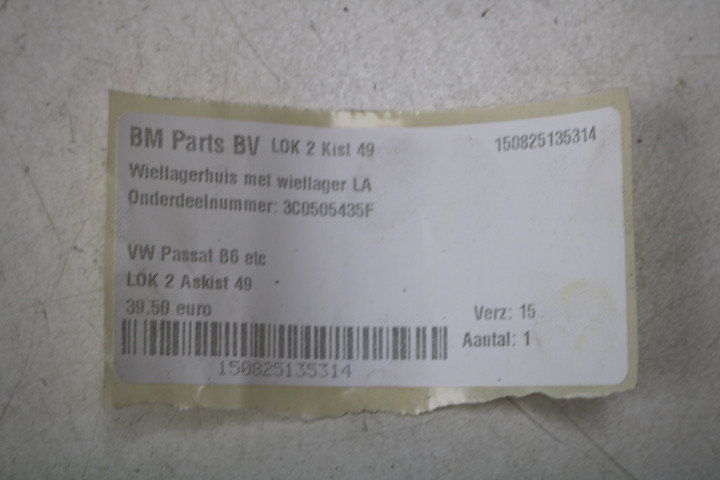 BM Parts BV LOK 2 Kist 49 150825135314
Wiellagerhuis met wiellager LA
Onderdeelnummer: 3C0505435F
VW Passat B6 etc
LOK 2 Askist 49
39.50 euro Verz: 15
Aantal: 1
150825135314